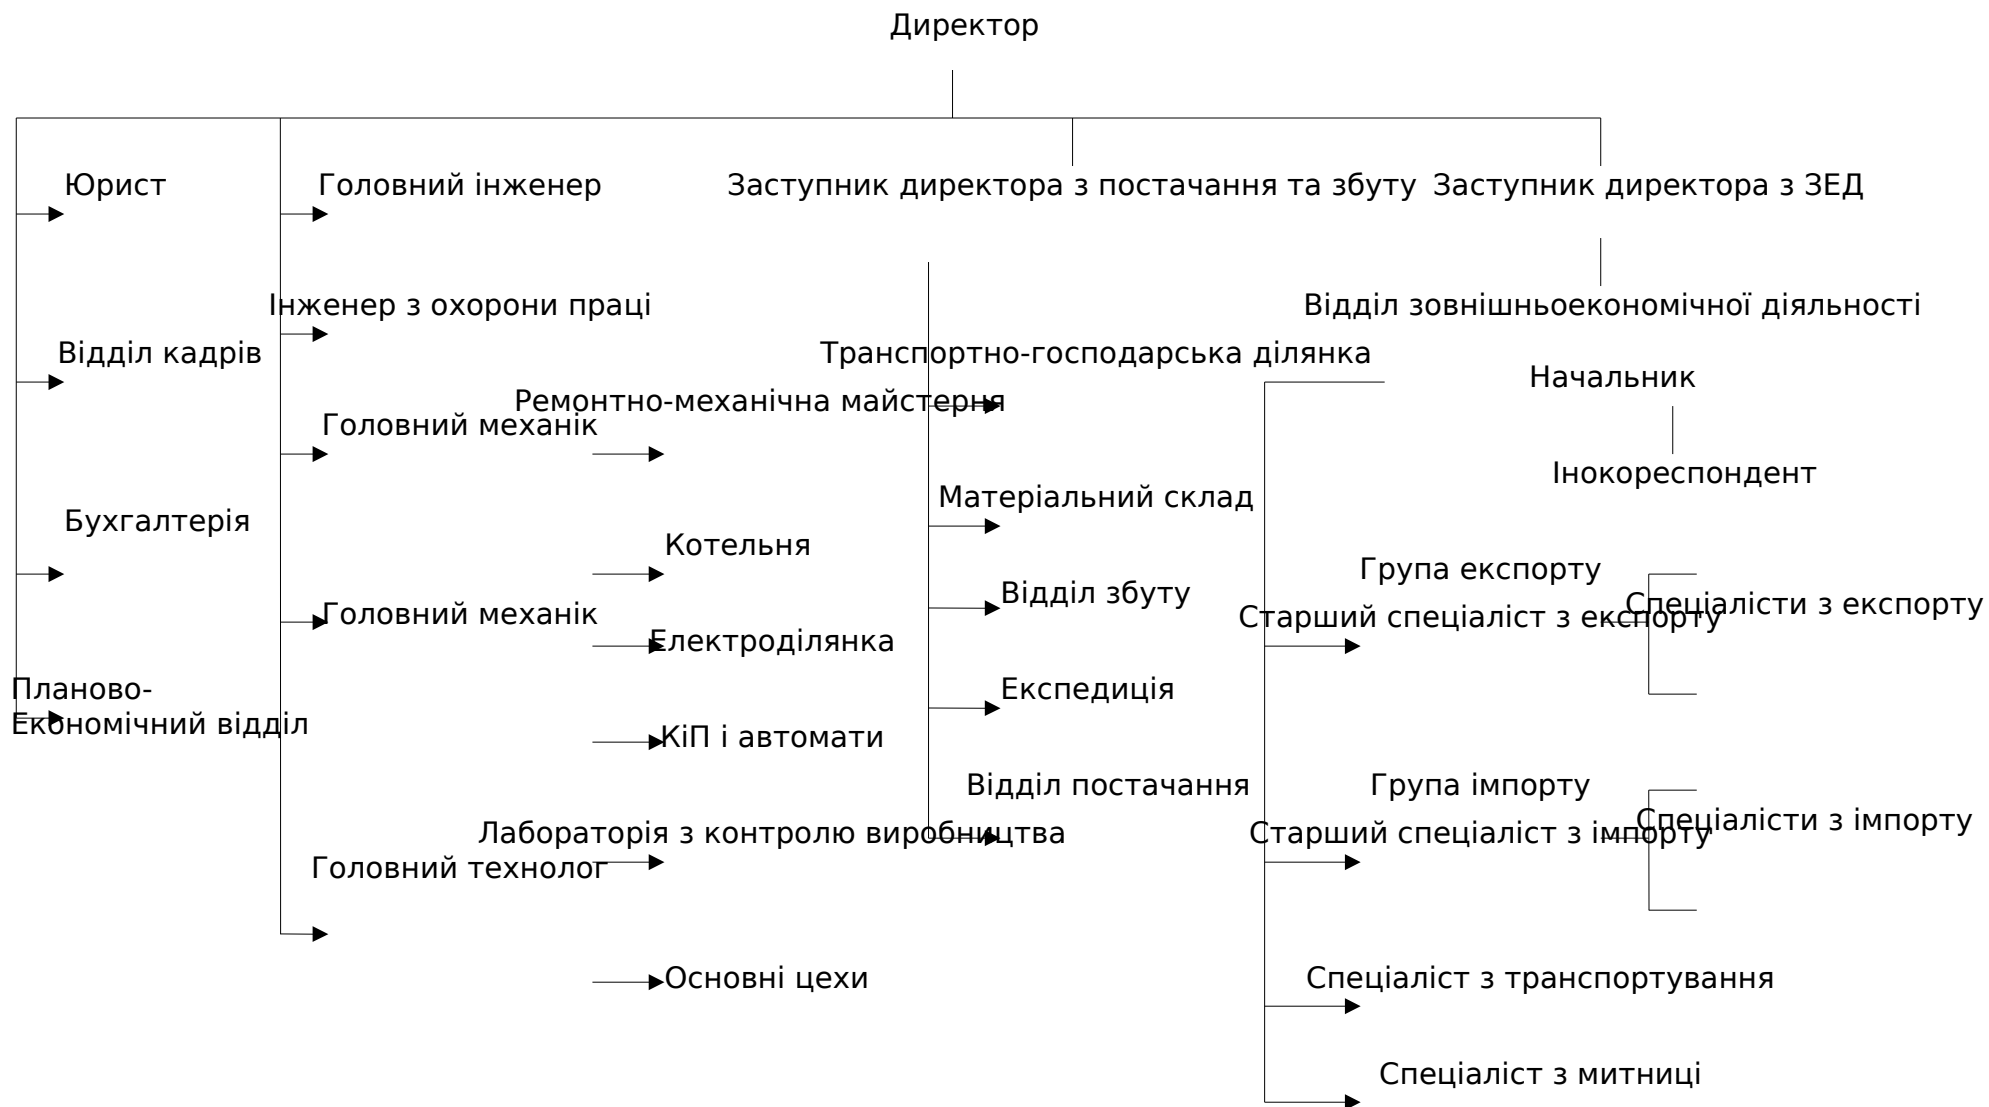 Директор
Юрист
Головний інженер
Заступник директора з постачання та збуту
Заступник директора з ЗЕД
Інженер з охорони праці
Відділ зовнішньоекономічної діяльності
Відділ кадрів
Транспортно-господарська ділянка
Начальник
Ремонтно-механічна майстерня
Головний механік
Інокореспондент
Матеріальний склад
Бухгалтерія
Котельня
Група експорту
Відділ збуту
Спеціалісти з експорту
Головний механік
Старший спеціаліст з експорту
Електроділянка
Планово-
Економічний відділ
Експедиція
КіП і автомати
Відділ постачання
Група імпорту
Спеціалісти з імпорту
Лабораторія з контролю виробництва
Старший спеціаліст з імпорту
Головний технолог
Основні цехи
Спеціаліст з транспортування
Спеціаліст з митниці